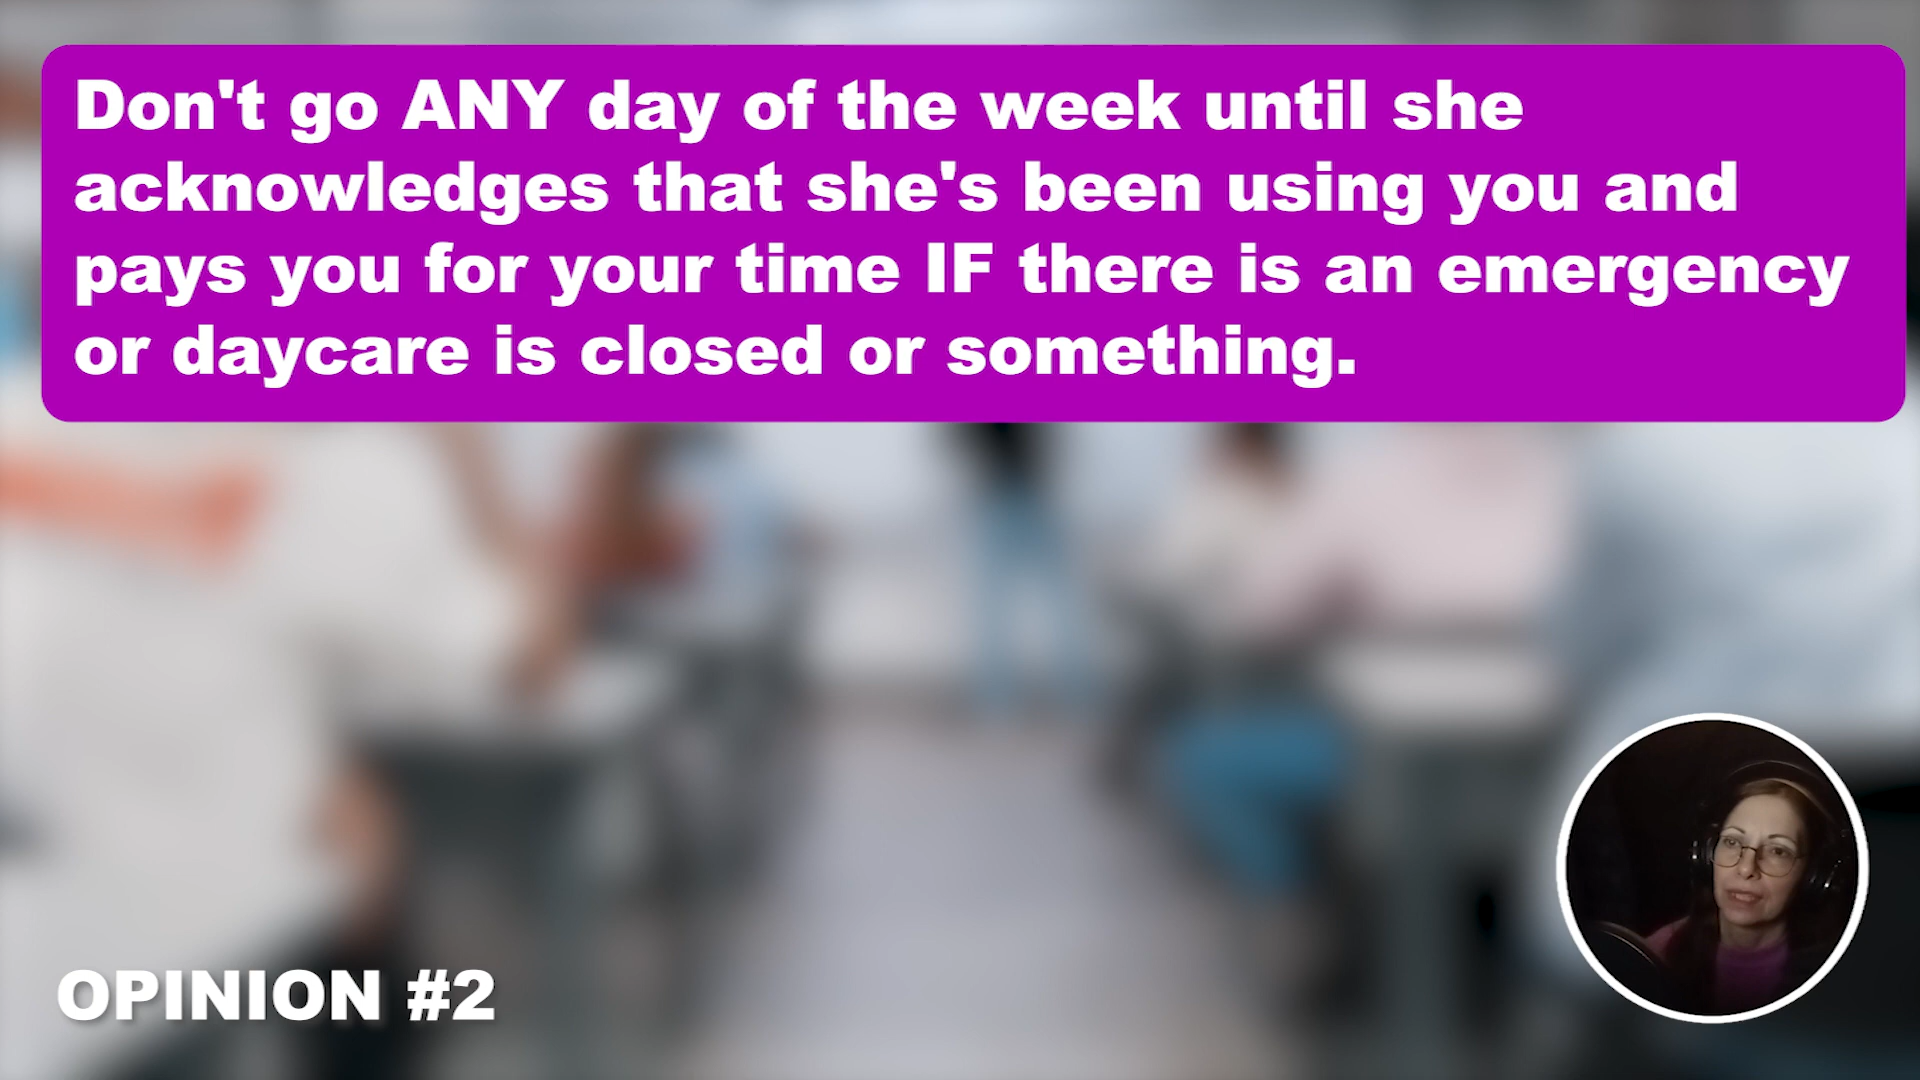 Don't go ANY day of the week until she
acknowledges that she's been using you and
pays you for your time IF there is an emergency
or daycare is closed or something.
OPINION #2